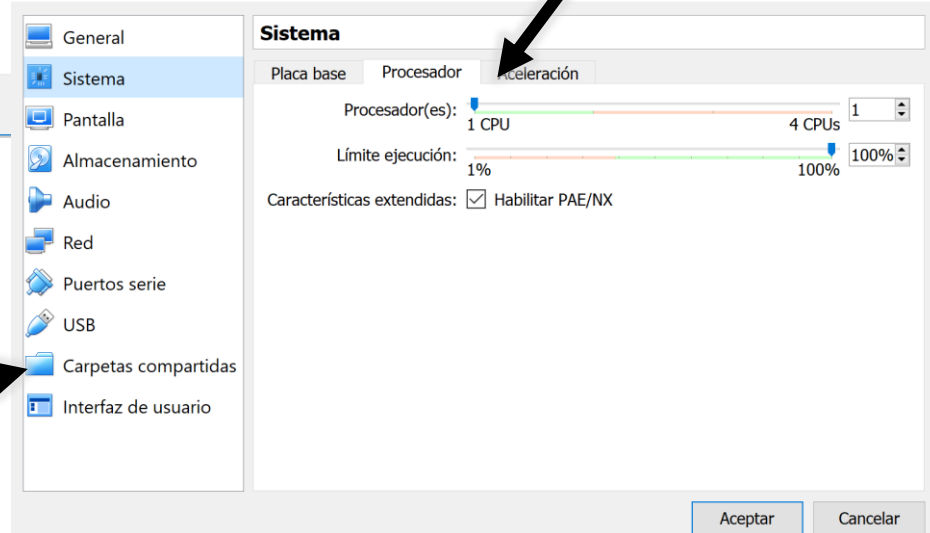 General
Sistema
Pantalla
Almacenamiento
Audio
Red
Puertos serie
USB
Carpetas compartidas
Interfaz de usuario
Sistema
Placa base Procesador Aceleración
Procesador(es): 1
1 CPU 4 CPUs
Límite ejecución: 100%
1% 100%
Características extendidas: Habilitar PAE/NX
Aceptar Cancelar